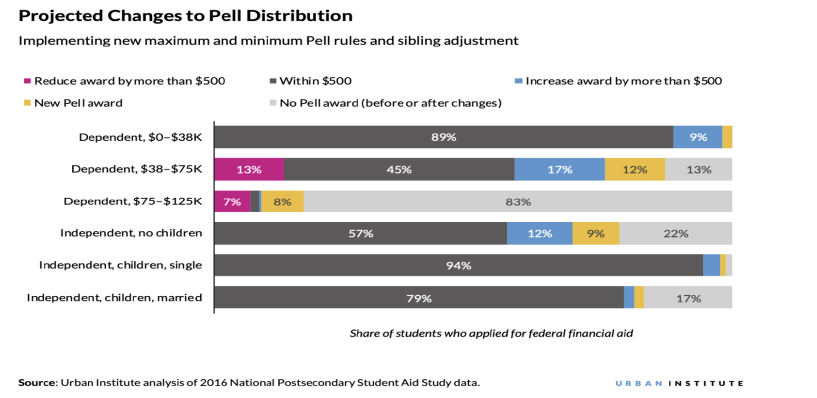 Projected Changes to Pell Distribution
Implementing new maximum and minimum Pell rules and sibling adjustment
Reduce award by more than $500 Within $500 Increase award by more than $500
New Pell award No Pell award (before or after changes)
Dependent, $0–$38K 89% 9%
Dependent, $38–$75K 13% 45% 17% 12% 13%
Dependent, $75–$125K 7% 8% 83%
Independent, no children 57% 12% 9% 22%
Independent, children, single 94%
Independent, children, married 79% 17%
Share of students who applied for federal financial aid
Source: Urban Institute analysis of 2016 National Postsecondary Student Aid Study data. URBAN INSTITUTE